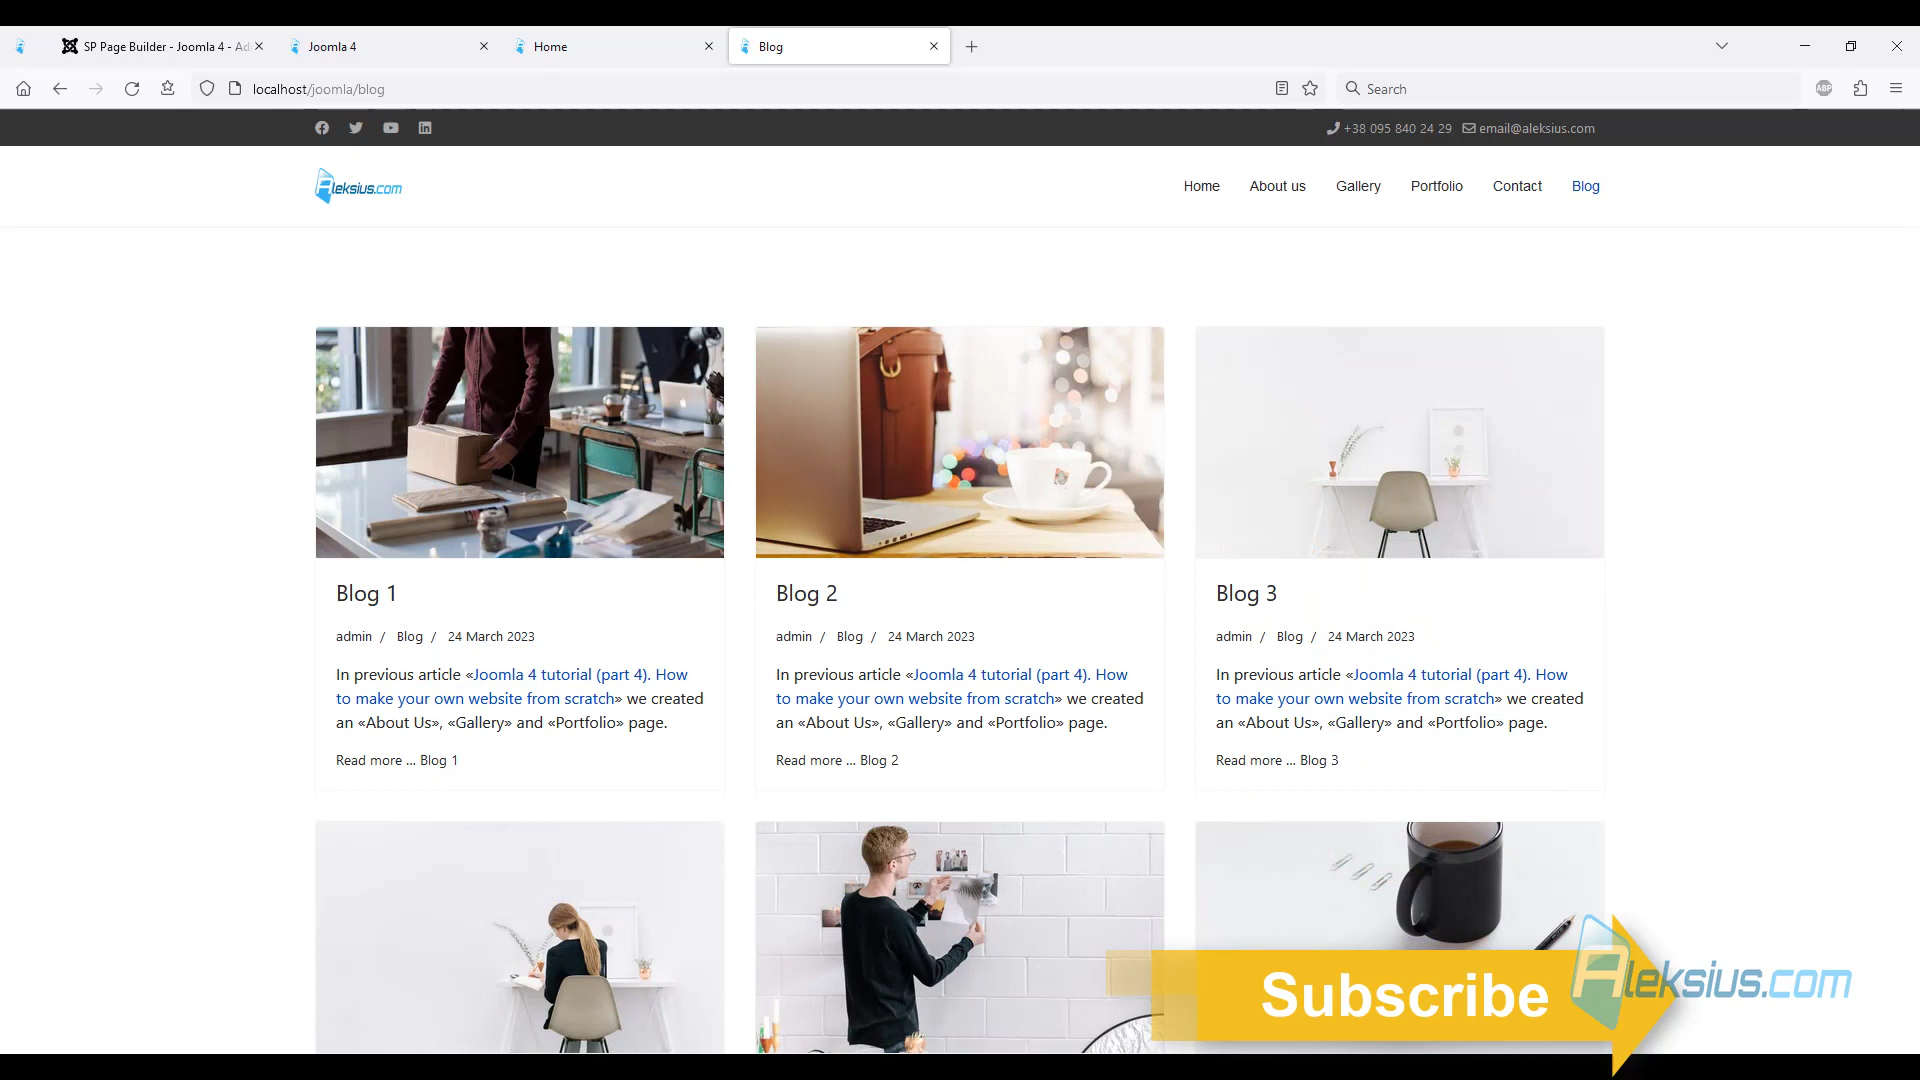 SP Page Builder - Joomla 4 - Ad
Joomla 4
Home
Blog
localhost/joomla/blog
Search
ABP
+38 095 840 24 29
email@aleksius.com
Aleksius.com
Home
About us
Gallery
Portfolio
Contact
Blog
Blog 1
admin / Blog / 24 March 2023
In previous article «Joomla 4 tutorial (part 4). How
to make your own website from scratch» we created
an «About Us», «Gallery» and «Portfolio» page.
Read more ... Blog 1
Blog 2
admin / Blog / 24 March 2023
In previous article «Joomla 4 tutorial (part 4). How
to make your own website from scratch» we created
an «About Us», «Gallery» and «Portfolio» page.
Read more ... Blog 2
Blog 3
admin / Blog / 24 March 2023
In previous article «Joomla 4 tutorial (part 4). How
to make your own website from scratch» we created
an «About Us», «Gallery» and «Portfolio» page.
Read more ... Blog 3
Subscribe
Aleksius.com